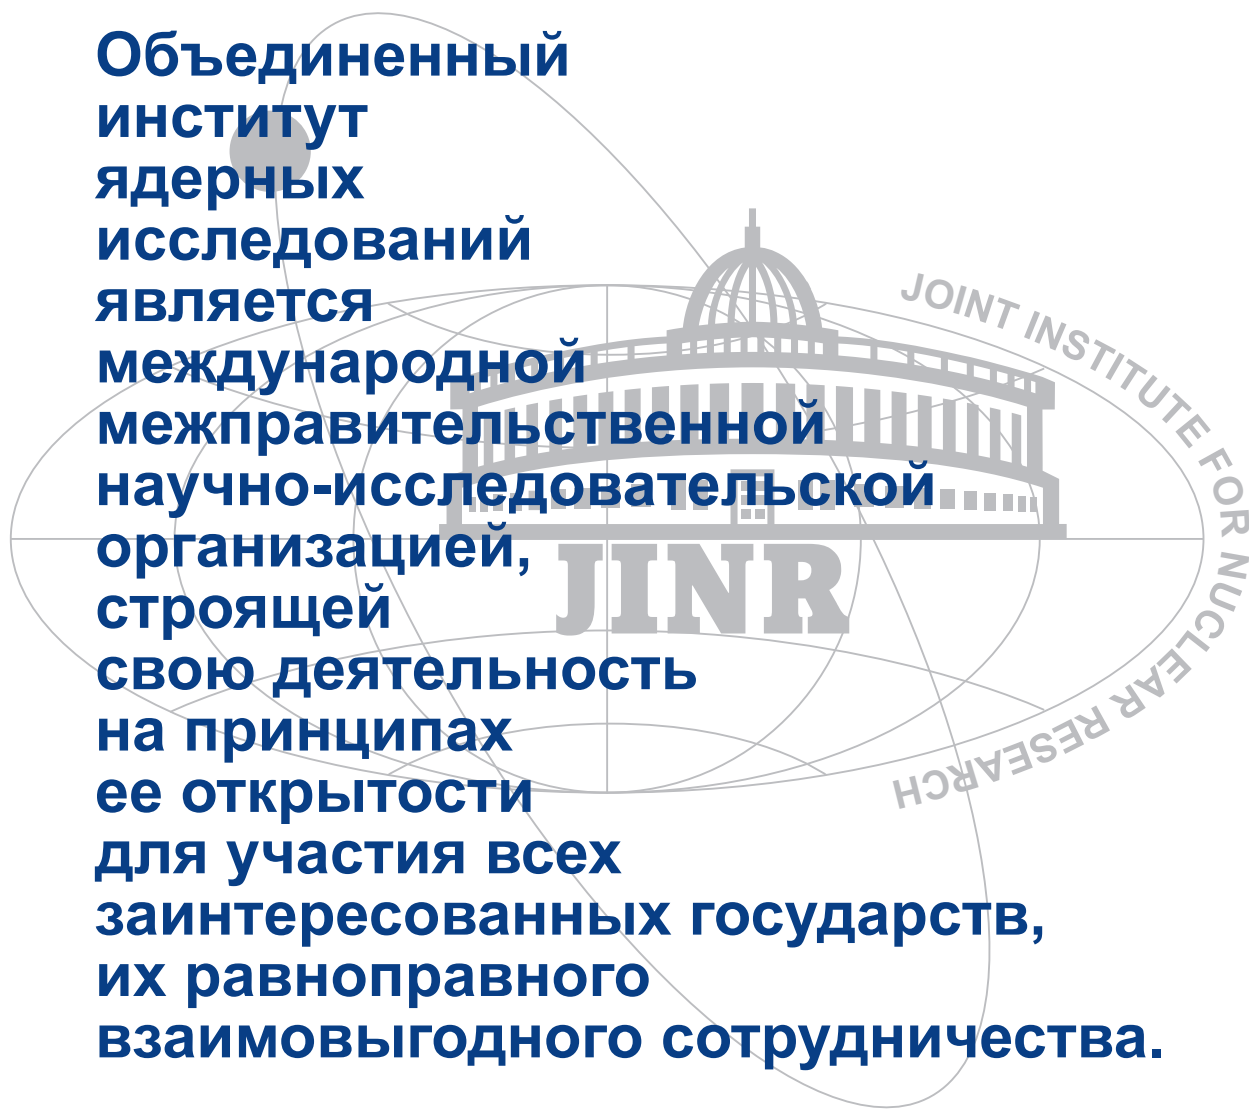 Объединенный
институт
ядерных
исследований
является
международной
межправительственной
научно-исследовательской
организацией,
строящей
свою деятельность
на принципах
ее открытости
для участия всех
заинтересованных государств,
их равноправного
взаимовыгодного сотрудничества.
JOINT INSTITUTE FOR NUCLEAR RESEARCH
JINR